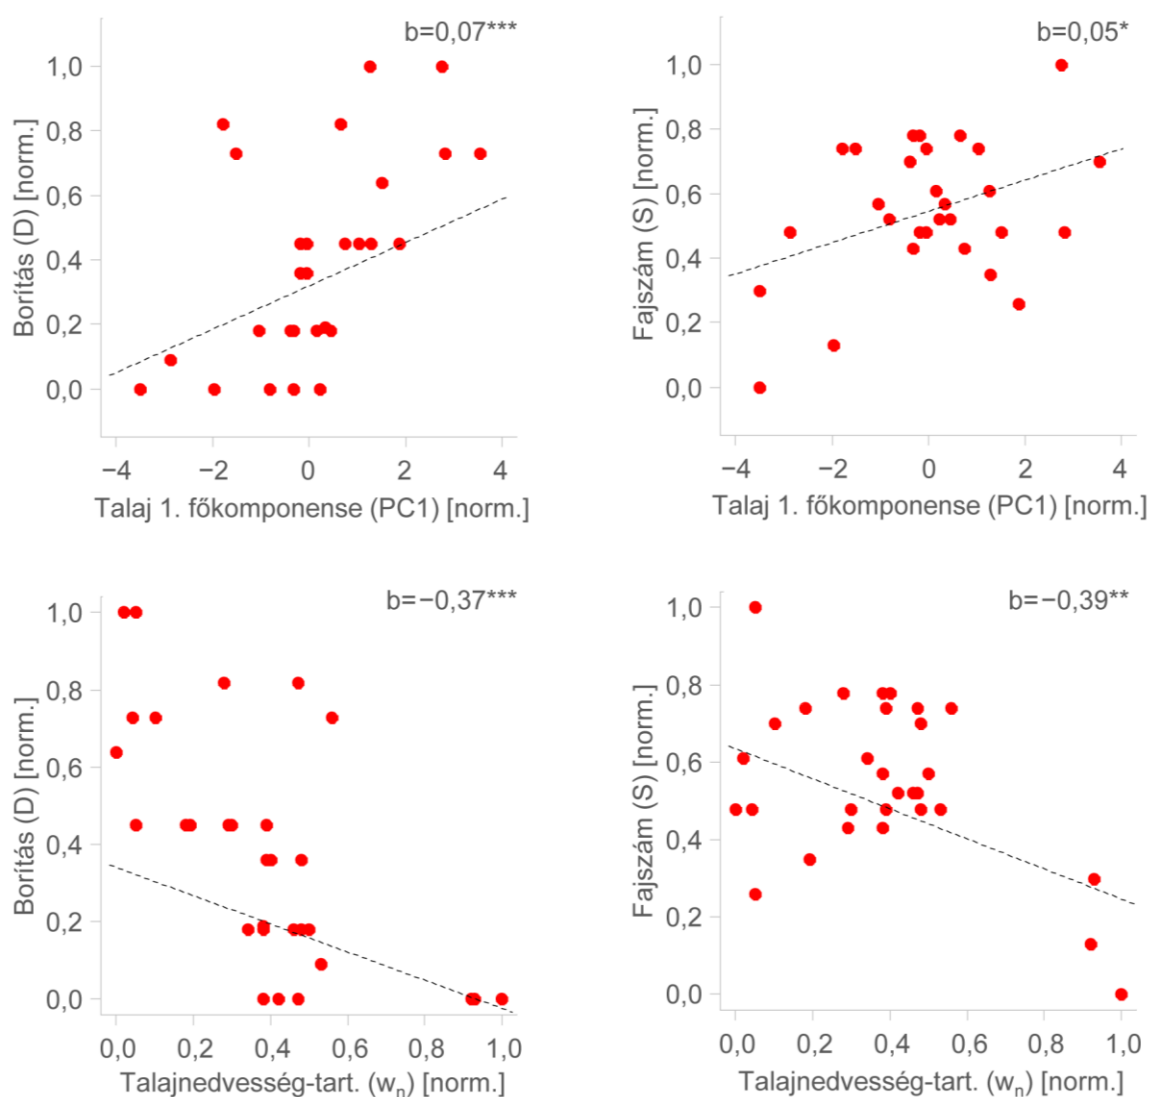 b=0,07***
Borítás (D) [norm.]
1,0
0,8
0,6
0,4
0,2
0,0
−4 −2 0 2 4
Talaj 1. főkomponense (PC1) [norm.]
b=0,05*
Fajszám (S) [norm.]
1,0
0,8
0,6
0,4
0,2
0,0
−4 −2 0 2 4
Talaj 1. főkomponense (PC1) [norm.]
b=−0,37***
Borítás (D) [norm.]
1,0
0,8
0,6
0,4
0,2
0,0
0,0 0,2 0,4 0,6 0,8 1,0
Talajnedvesség-tart. (wn) [norm.]
b=−0,39**
Fajszám (S) [norm.]
1,0
0,8
0,6
0,4
0,2
0,0
0,0 0,2 0,4 0,6 0,8 1,0
Talajnedvesség-tart. (wn) [norm.]